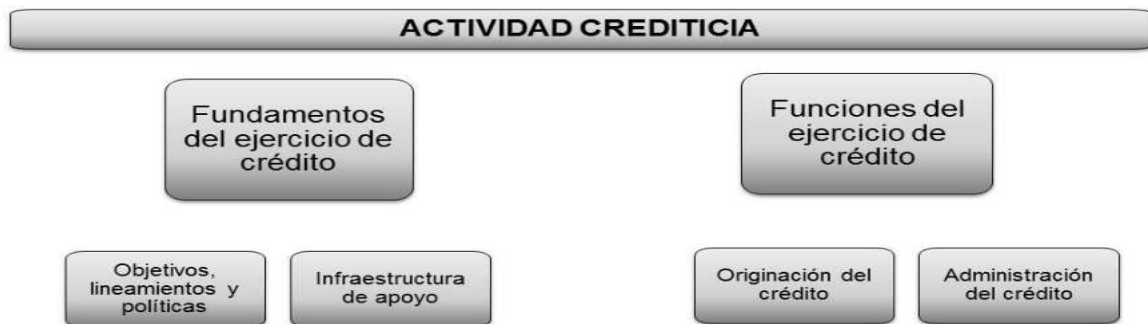 ACTIVIDAD CREDITICIA
Fundamentos
del ejercicio de
crédito
Funciones del
ejercicio de
crédito
Objetivos,
lineamientos y
políticas
Infraestructura
de apoyo
Originación del
crédito
Administración
del crédito